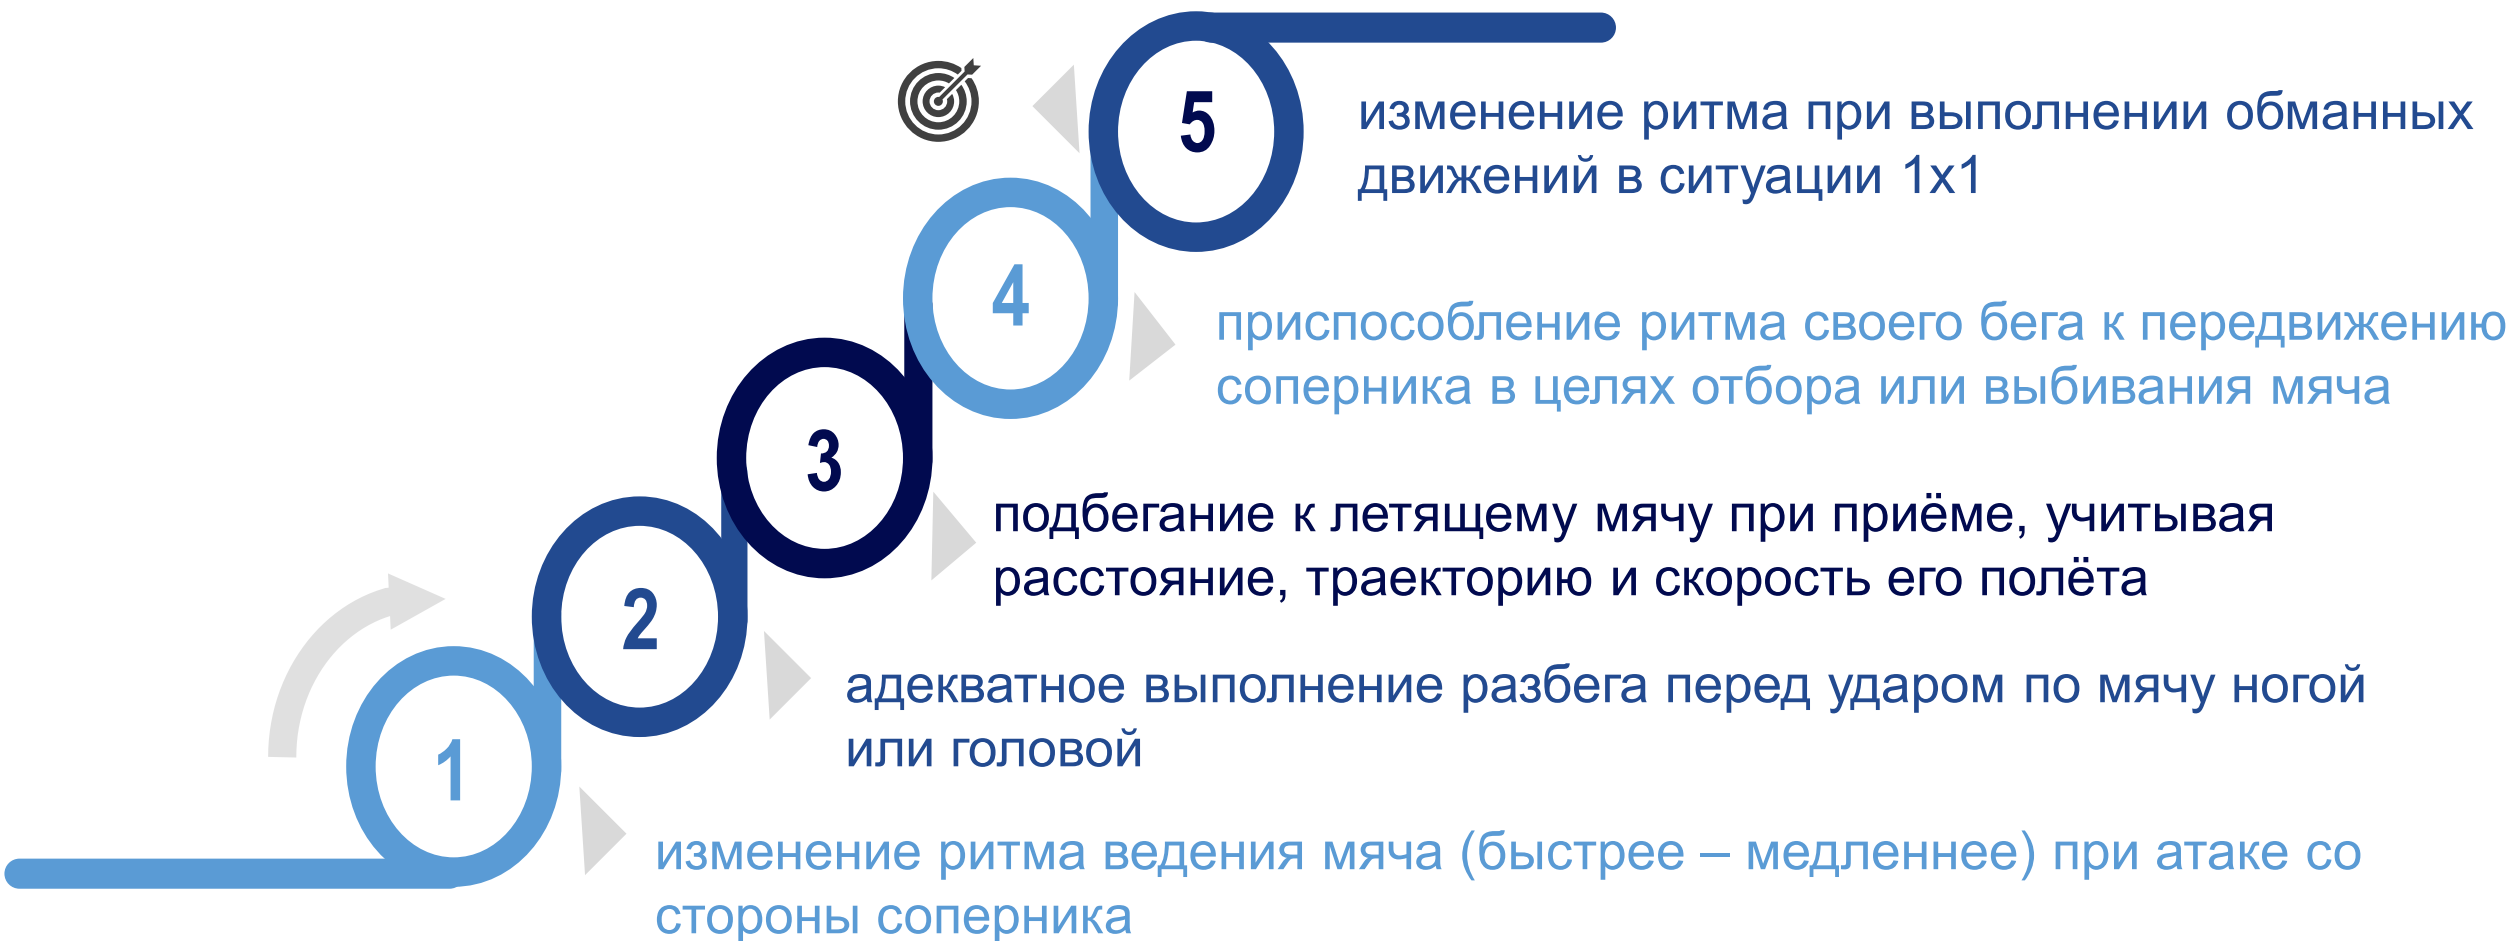 5
изменение ритма при выполнении обманных
движений в ситуации 1х1
4
приспособление ритма своего бега к передвижению
соперника в целях отбора или выбивания мяча
3
подбегание к летящему мячу при приёме, учитывая
расстояние, траекторию и скорость его полёта
2
адекватное выполнение разбега перед ударом по мячу ногой
или головой
1
изменение ритма ведения мяча (быстрее — медленнее) при атаке со
стороны соперника